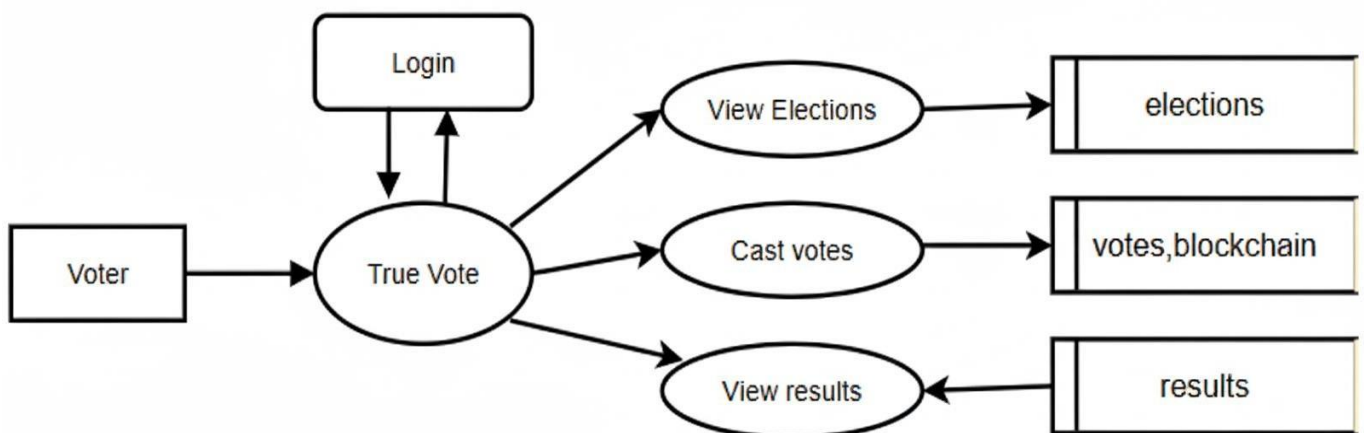 Login
View Elections
elections
Voter
True Vote
Cast votes
votes,blockchain
View results
results